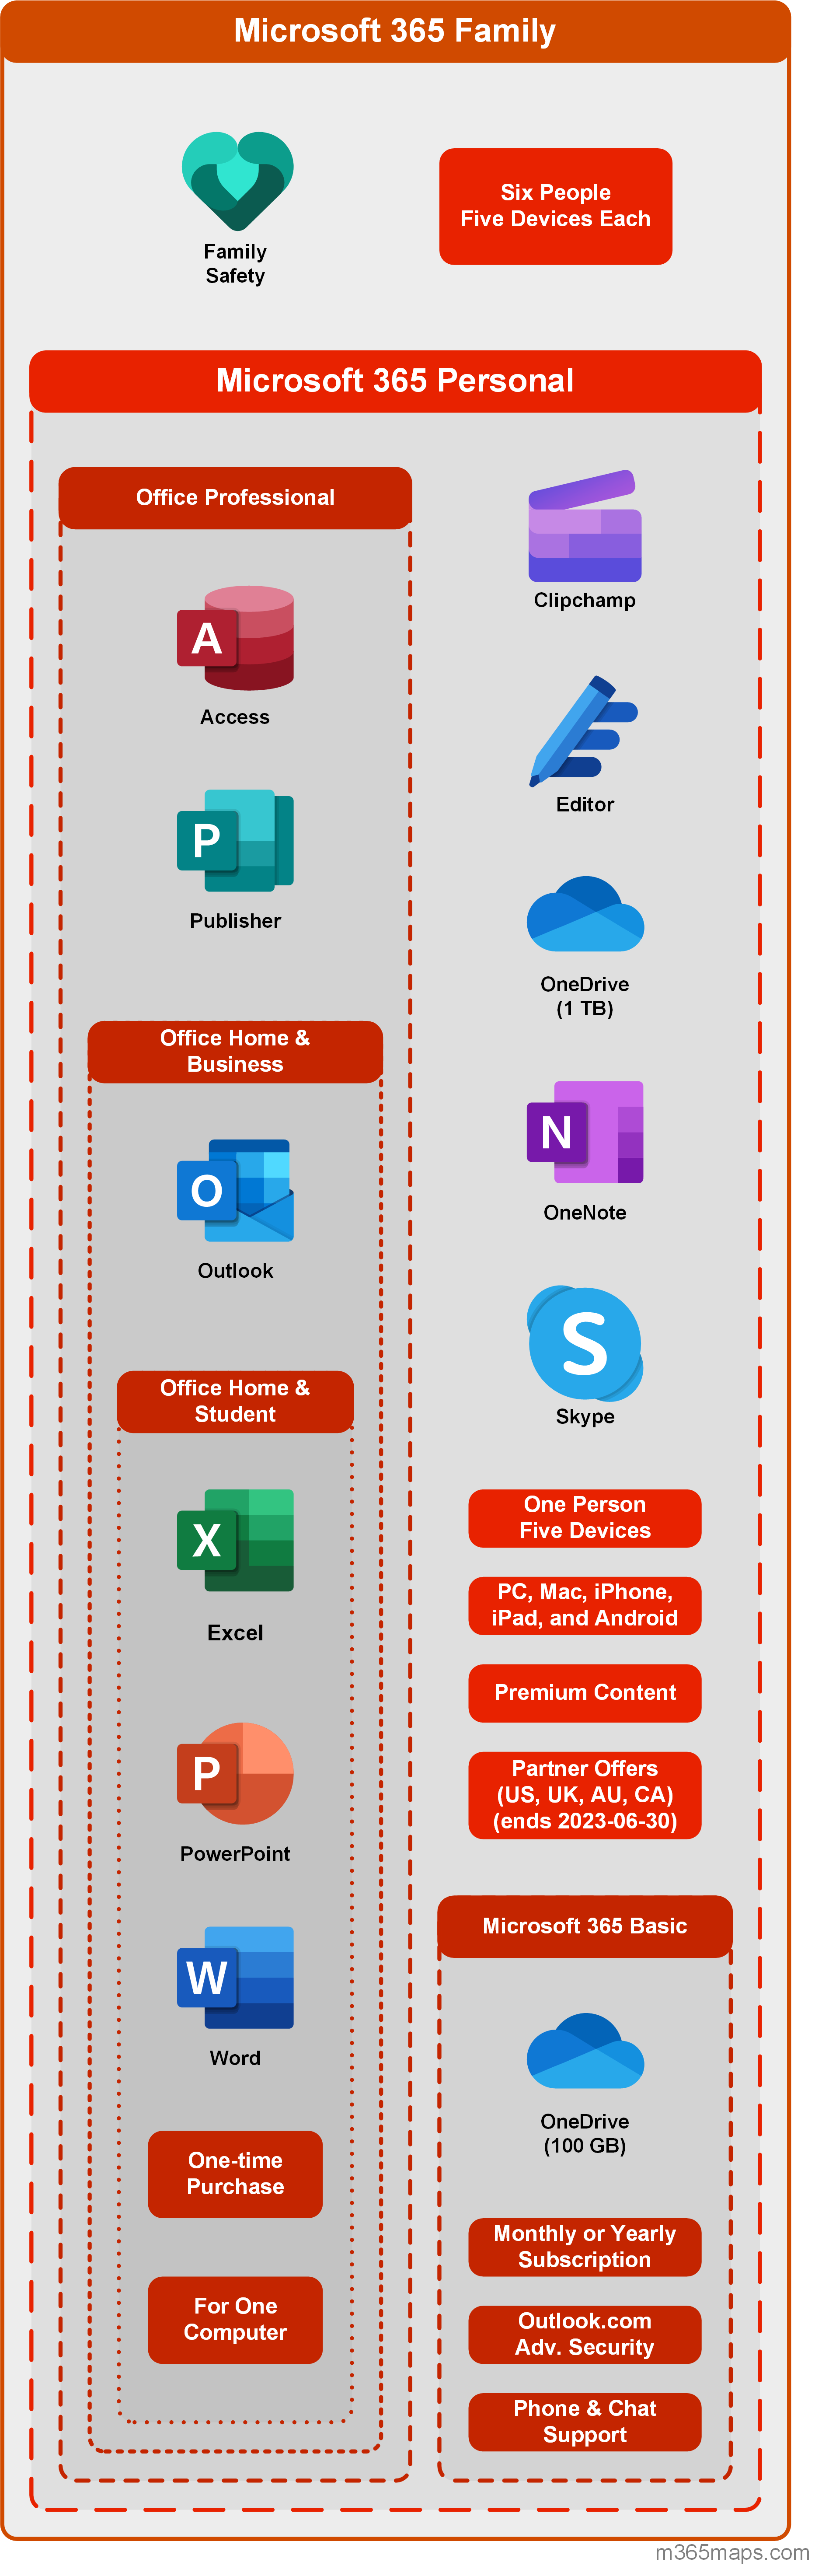 Microsoft 365 Family
Family
Safety
Six People
Five Devices Each
Microsoft 365 Personal
Office Professional
A
Access
P
Publisher
Office Home &
Business
O
Outlook
Office Home &
Student
X
Excel
P
PowerPoint
W
Word
One-time
Purchase
For One
Computer
Clipchamp
Editor
OneDrive
(1 TB)
N
OneNote
S
Skype
One Person
Five Devices
PC, Mac, iPhone,
iPad, and Android
Premium Content
Partner Offers
(US, UK, AU, CA)
(ends 2023-06-30)
Microsoft 365 Basic
OneDrive
(100 GB)
Monthly or Yearly
Subscription
Outlook.com
Adv. Security
Phone & Chat
Support
m365maps.com